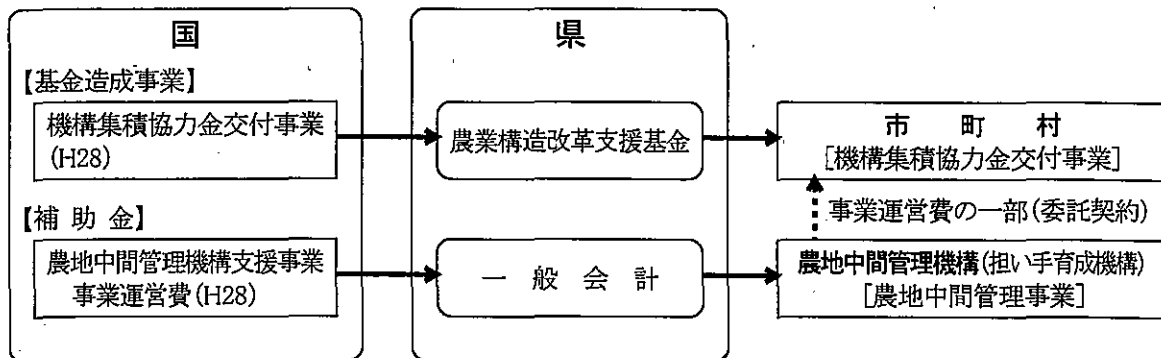 国
県
【基金造成事業】
機構集積協力金交付事業
(H28)
農業構造改革支援基金
市　町　村
[機構集積協力金交付事業]
事業運営費の一部(委託契約)
【補 助 金】
農地中間管理機構支援事業
事業運営費(H28)
一 般 会 計
農地中間管理機構(担い手育成機構)
[農地中間管理事業]